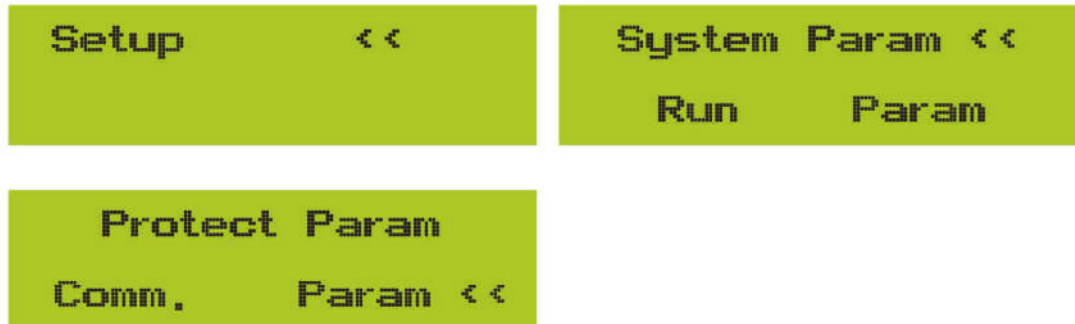 Setup <<
System Param <<
Run Param
Protect Param
Comm. Param <<